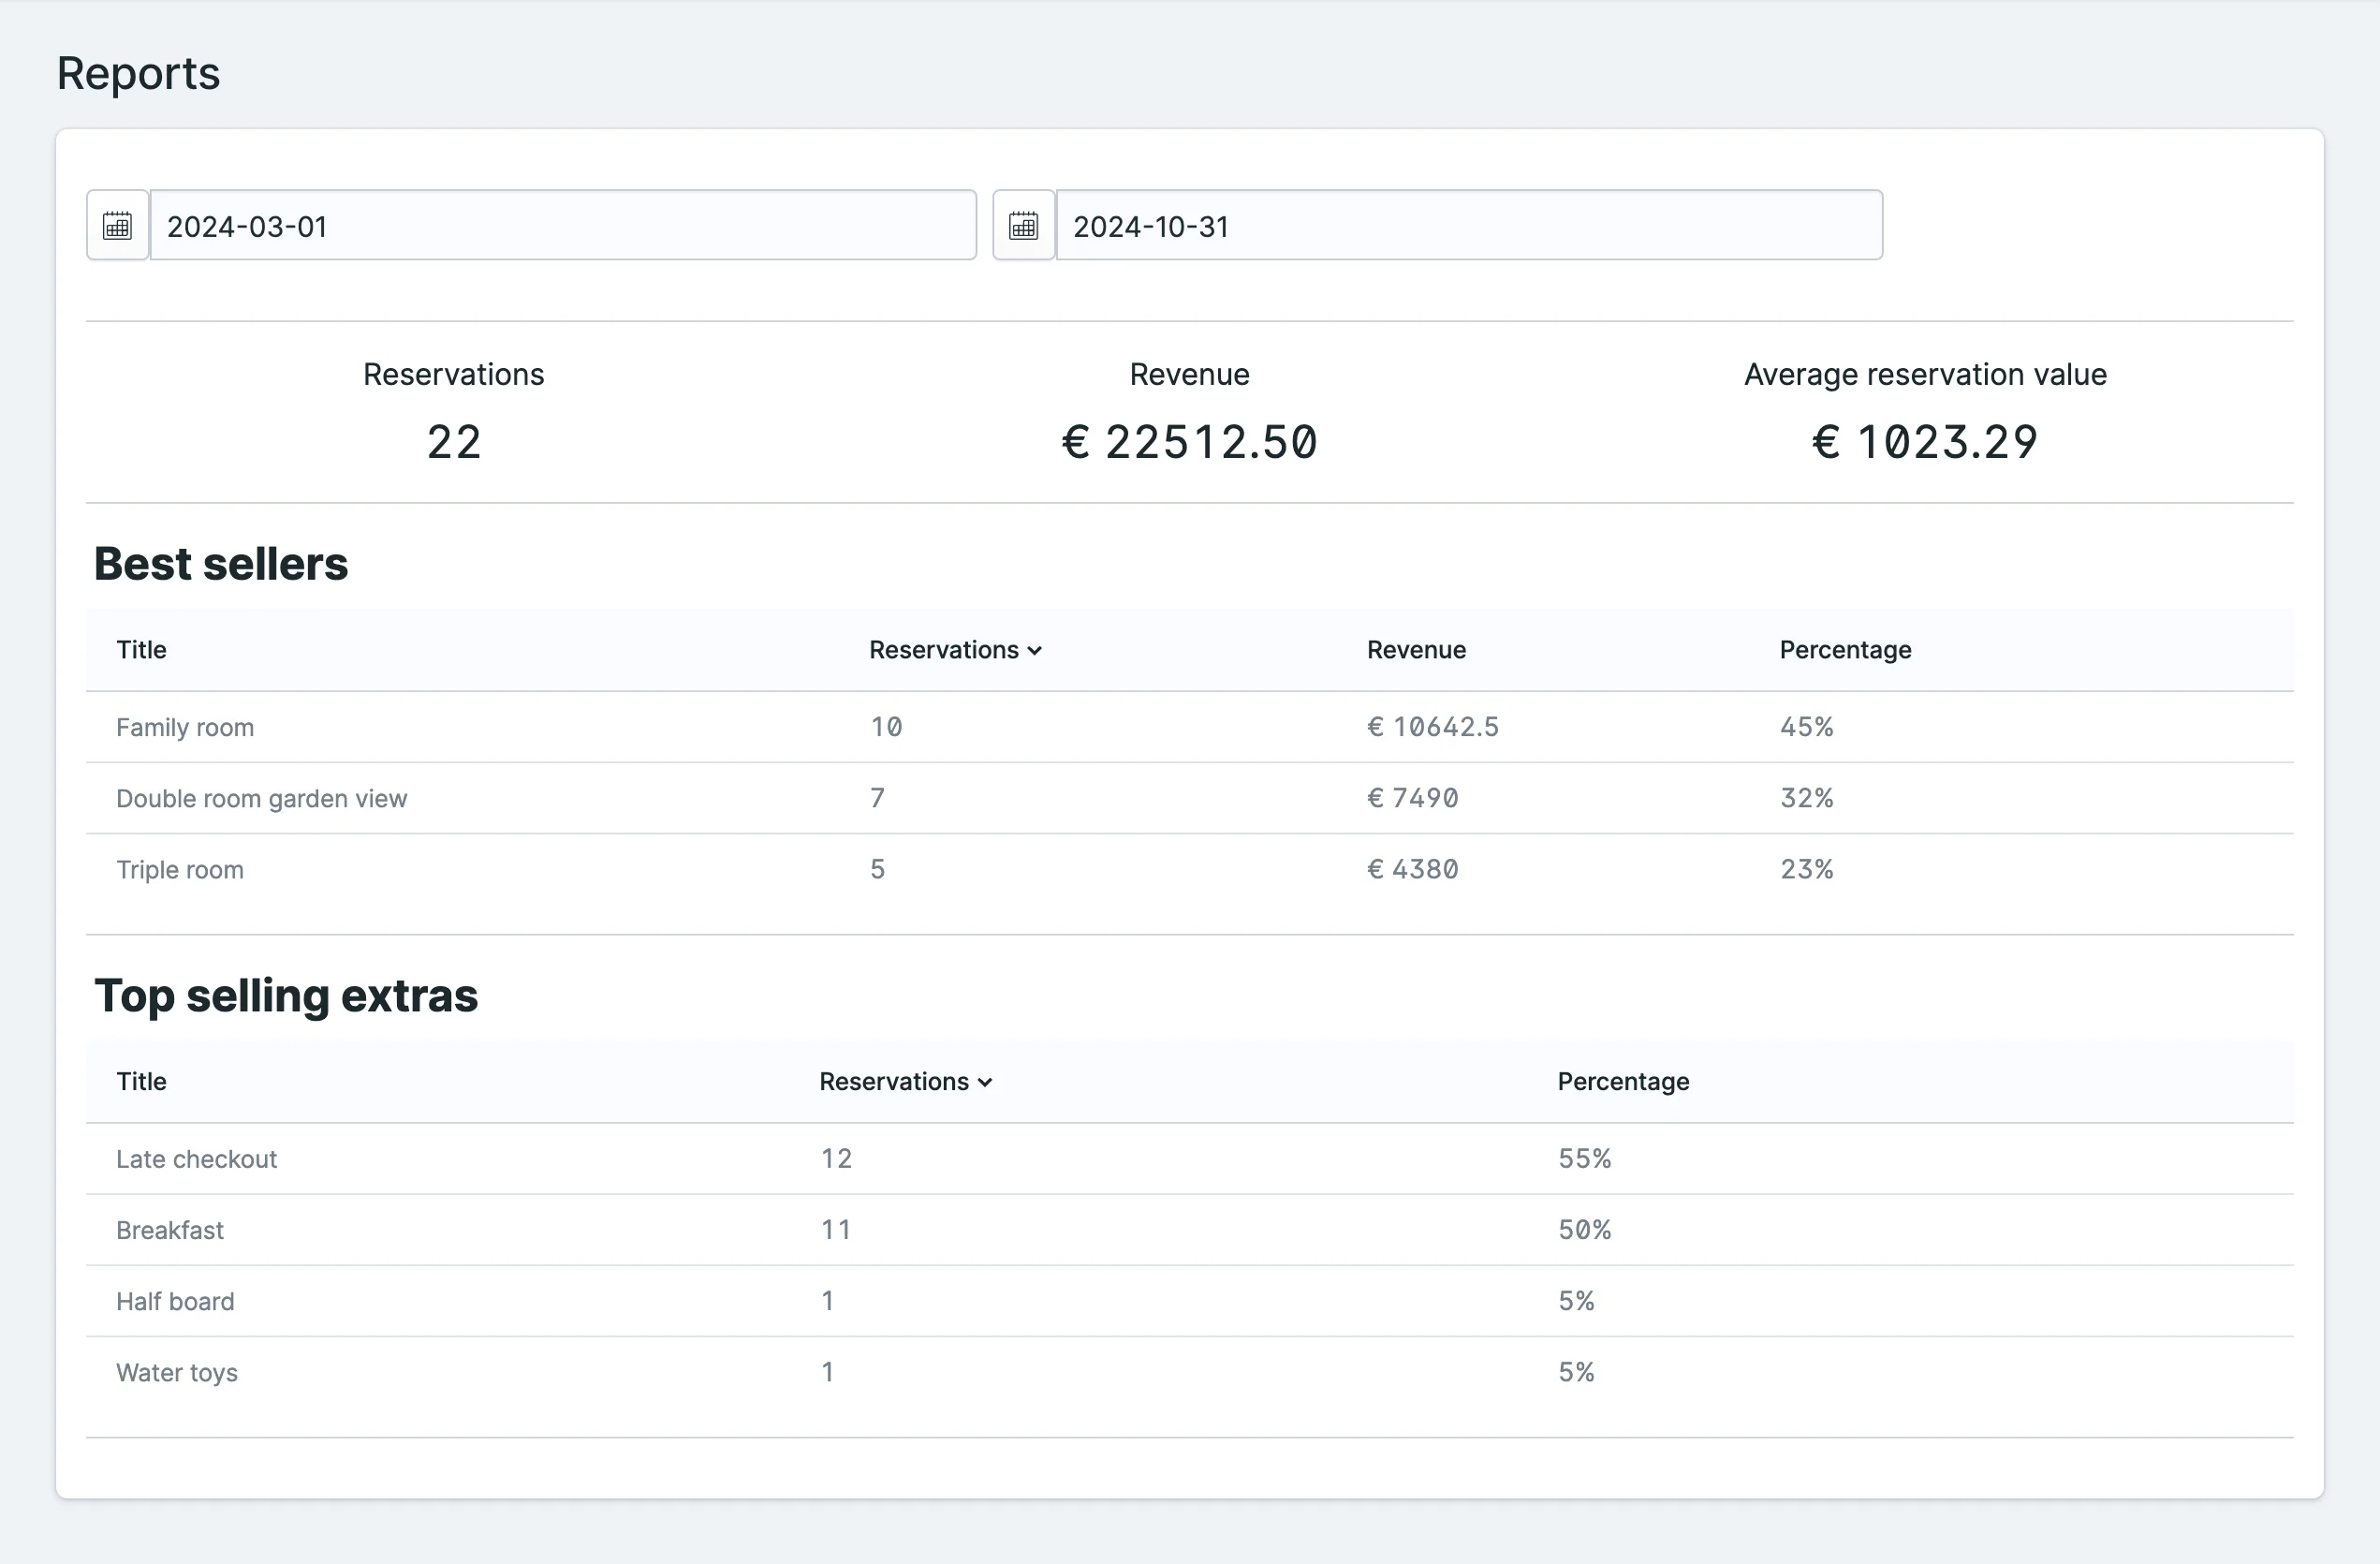 Reports
2024-03-01 2024-10-31
Reservations Revenue Average reservation value
22 € 22512.50 € 1023.29
Best sellers
Title Reservations Revenue Percentage
Family room 10 € 10642.5 45%
Double room garden view 7 € 7490 32%
Triple room 5 € 4380 23%
Top selling extras
Title Reservations Percentage
Late checkout 12 55%
Breakfast 11 50%
Half board 1 5%
Water toys 1 5%